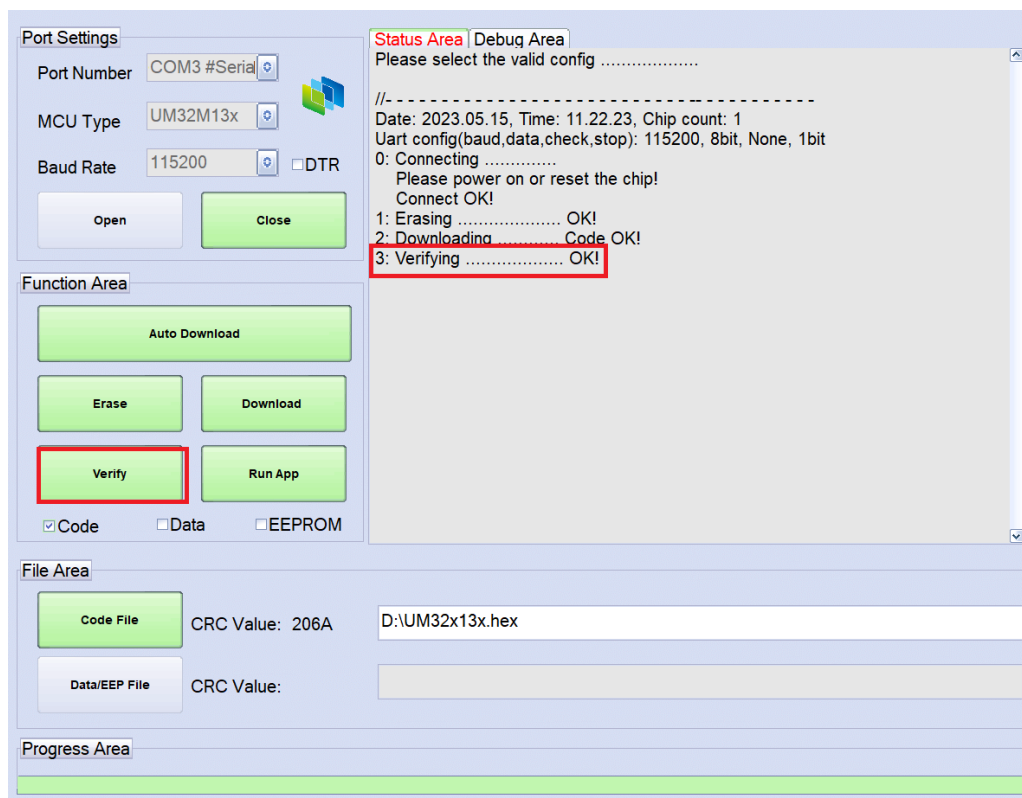 Port Settings
Port Number COM3 #Serial
MCU Type UM32M13x
Baud Rate 115200 DTR
Open Close
Function Area
Auto Download
Erase Download
Verify Run App
Code Data EEPROM
Status Area Debug Area
Please select the valid config ...................
//- - - - - - - - - - - - - - - - - - - - - - - - - - - -- - - - - - - - - - - -
Date: 2023.05.15, Time: 11.22.23, Chip count: 1
Uart config(baud,data,check,stop): 115200, 8bit, None, 1bit
0: Connecting ..............
Please power on or reset the chip!
Connect OK!
1: Erasing .................... OK!
2: Downloading ............ Code OK!
3: Verifying ................... OK!
File Area
Code File CRC Value: 206A D:\UM32x13x.hex
Data/EEP File CRC Value:
Progress Area